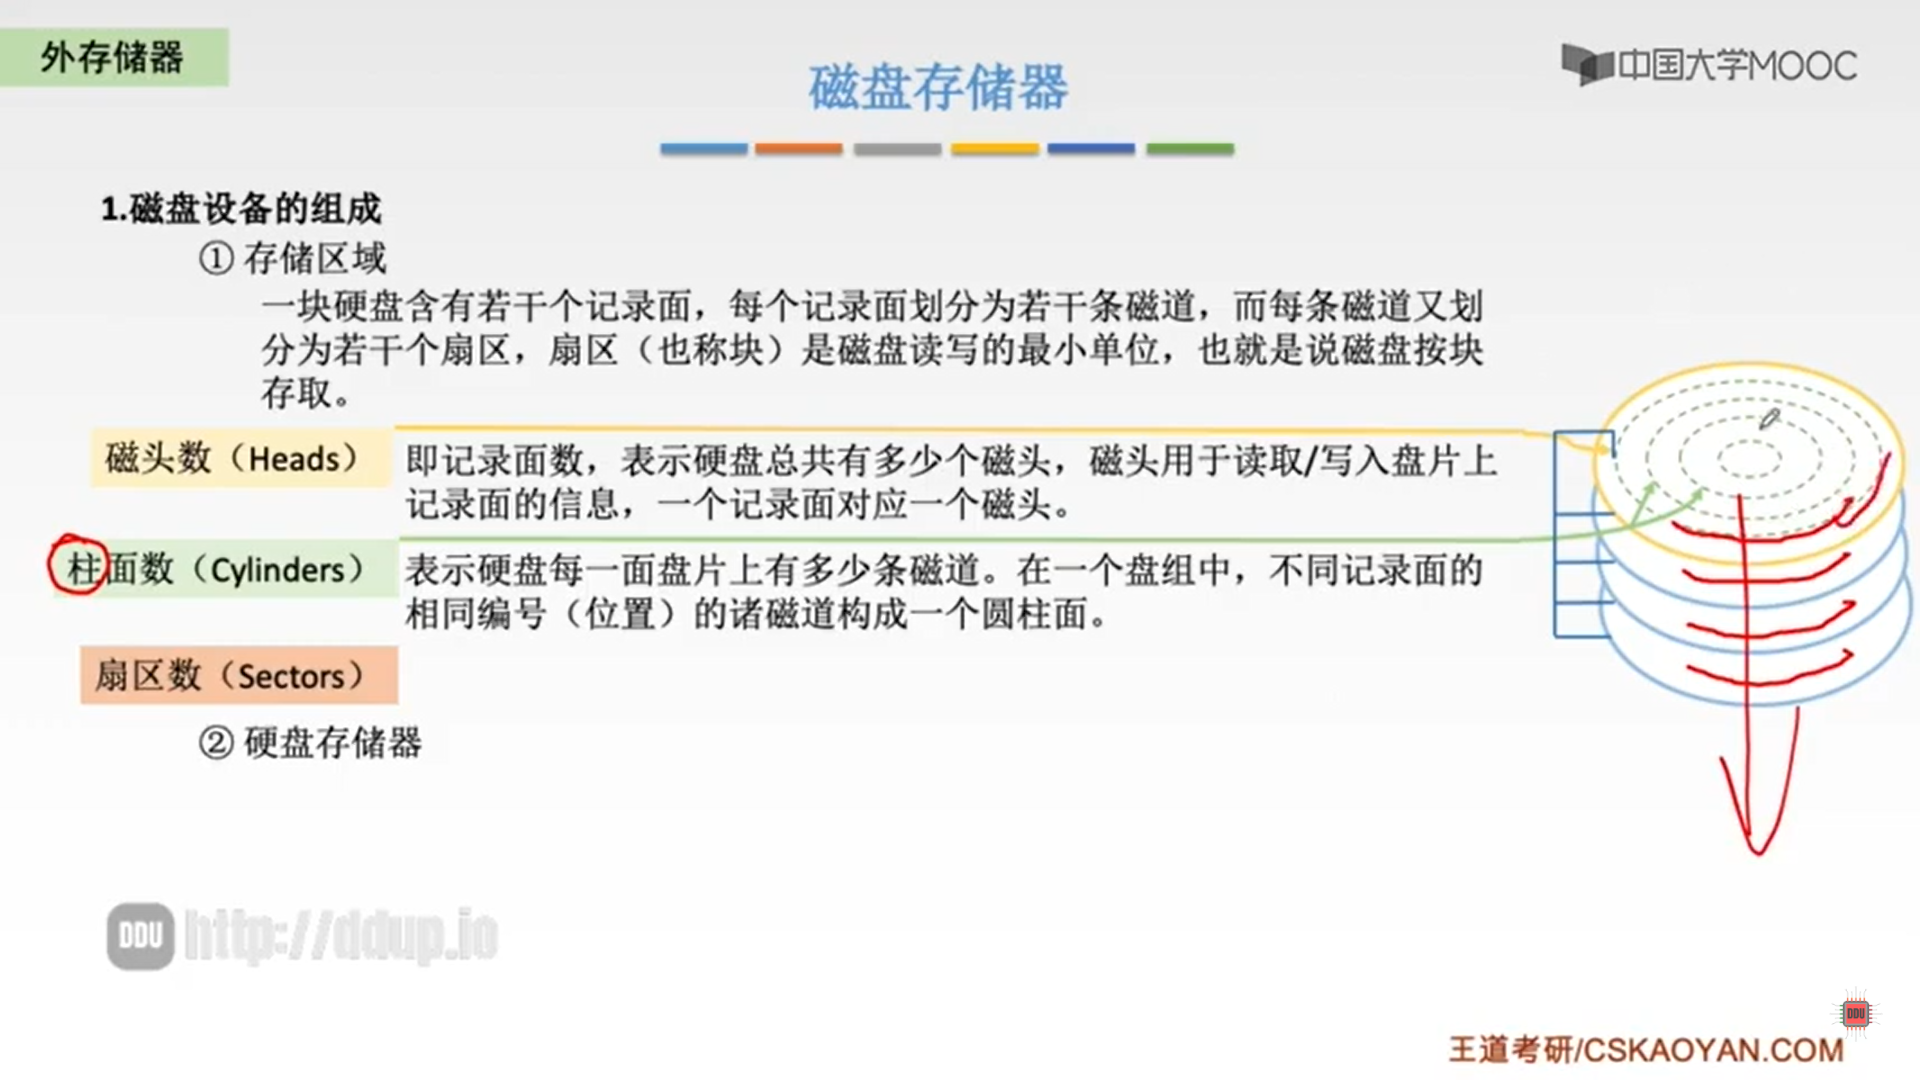 外存储器
中国大学MOOC
磁盘存储器
1.磁盘设备的组成
① 存储区域
一块硬盘含有若干个记录面，每个记录面划分为若干条磁道，而每条磁道又划
分为若干个扇区，扇区（也称块）是磁盘读写的最小单位，也就是说磁盘按块
存取。
磁头数（Heads）
即记录面数，表示硬盘总共有多少个磁头，磁头用于读取/写入盘片上
记录面的信息，一个记录面对应一个磁头。
柱面数（Cylinders）
表示硬盘每一面盘片上有多少条磁道。在一个盘组中，不同记录面的
相同编号（位置）的诸磁道构成一个圆柱面。
扇区数（Sectors）
② 硬盘存储器
DDU http://ddup.io
DDU
王道考研/CSKAOYAN.COM